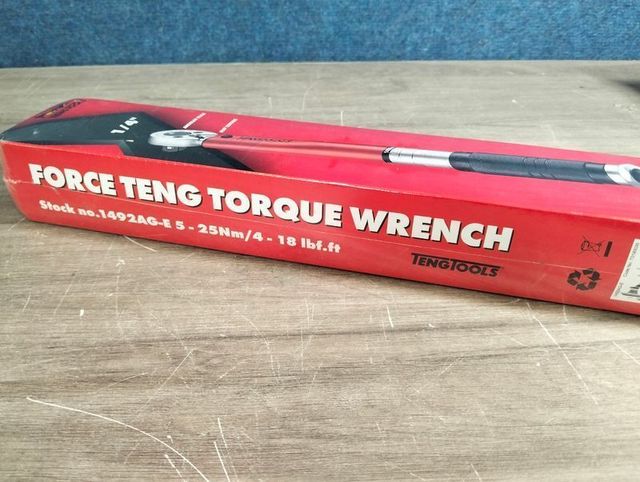 1/4"
FORCE TENG TORQUE WRENCH
Stock no.1492AG-E 5 - 25Nm/4 - 18 lbf.ft
TENGTOOLS